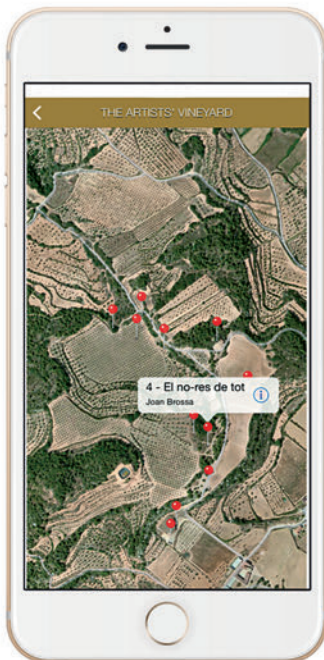 THE ARTISTS' VINEYARD
4 - El no-res de tot
Joan Brossa